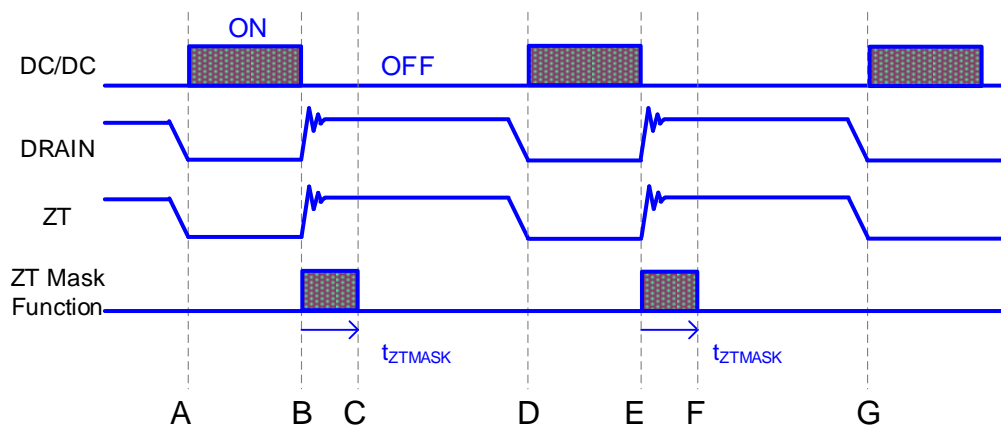 ON
DC/DC
OFF
DRAIN
ZT
ZT Mask
Function
tZTMASK tZTMASK
A B C D E F G